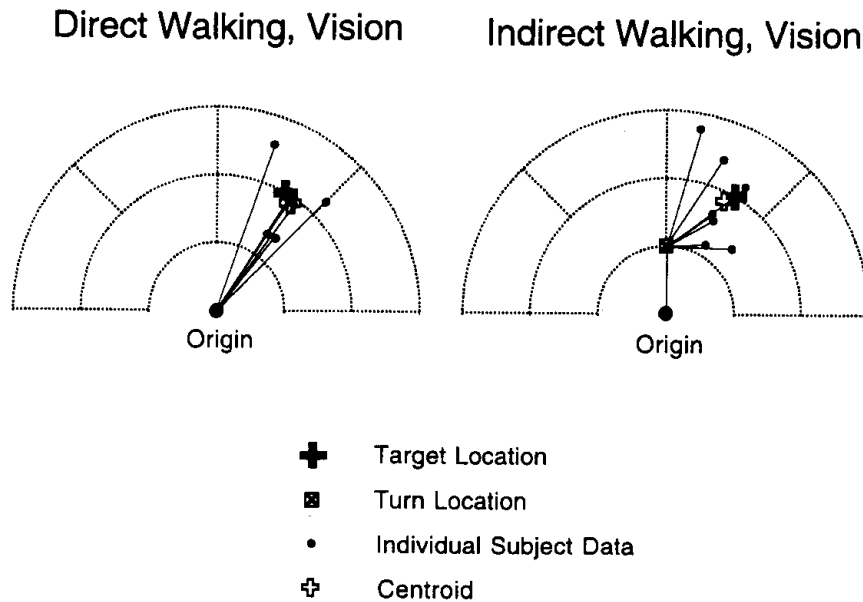 Direct Walking, Vision
Indirect Walking, Vision
Origin
Origin
Target Location
Turn Location
Individual Subject Data
Centroid